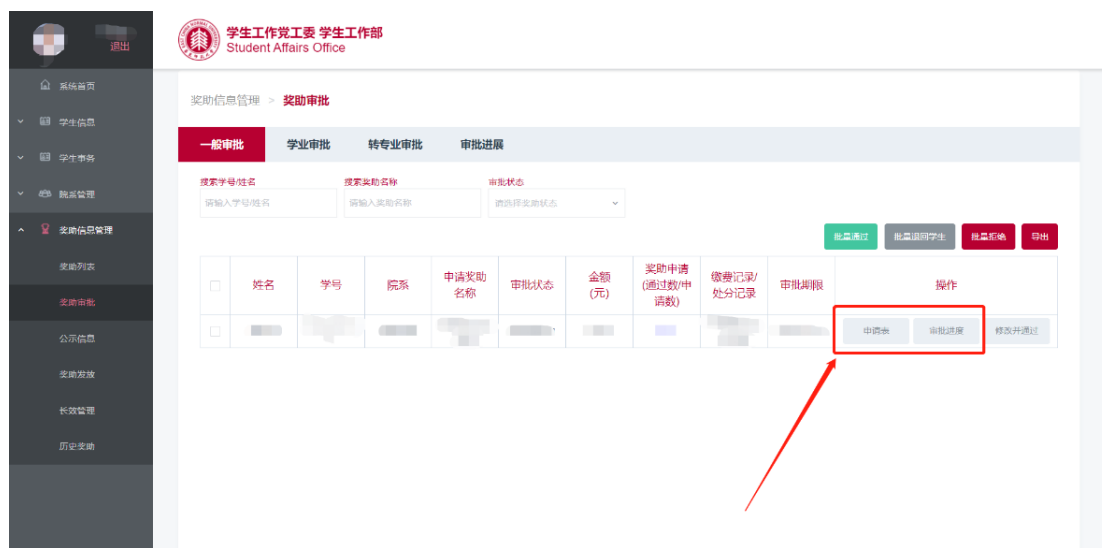 退出
学生工作党工委 学生工作部
Student Affairs Office
系统首页
学生信息
学生事务
院系管理
奖助信息管理
奖助列表
奖助审批
公示信息
奖助发放
长效管理
历史奖助
奖助信息管理 > 奖助审批
一般审批 学业审批 转专业审批 审批进展
搜索学号/姓名 搜索奖助名称 审批状态
请输入学号/姓名 请输入奖助名称 请选择奖助状态
批量通过 批量退回学生 批量拒绝 导出
姓名 学号 院系 申请奖助名称 审批状态 金额(元) 奖助申请(通过数/申请数) 缴费记录/处分记录 审批期限 操作
申请表 审批进度 修改并通过